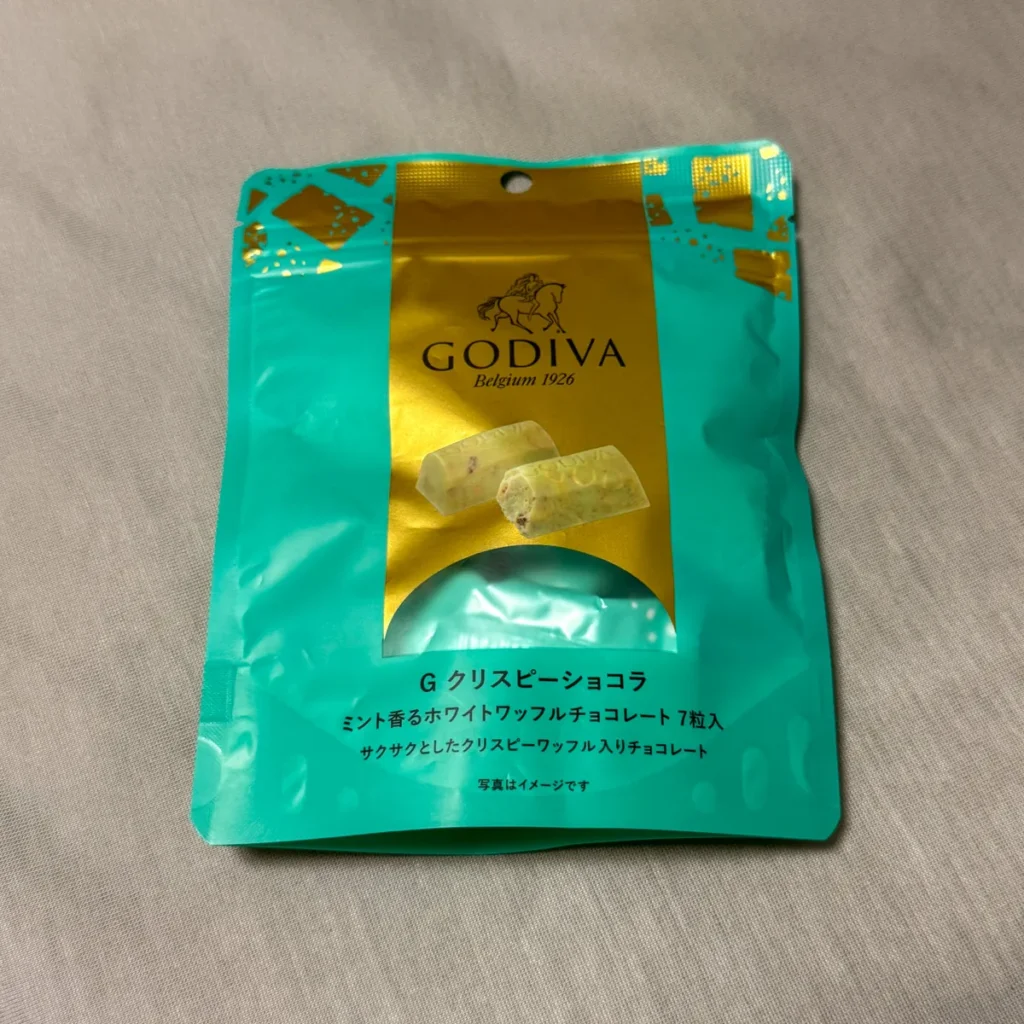 GODIVA
Belgium 1926
G クリスピーショコラ
ミント香るホワイトワッフルチョコレート 7粒入
サクサクとしたクリスピーワッフル入りチョコレート
写真はイメージです